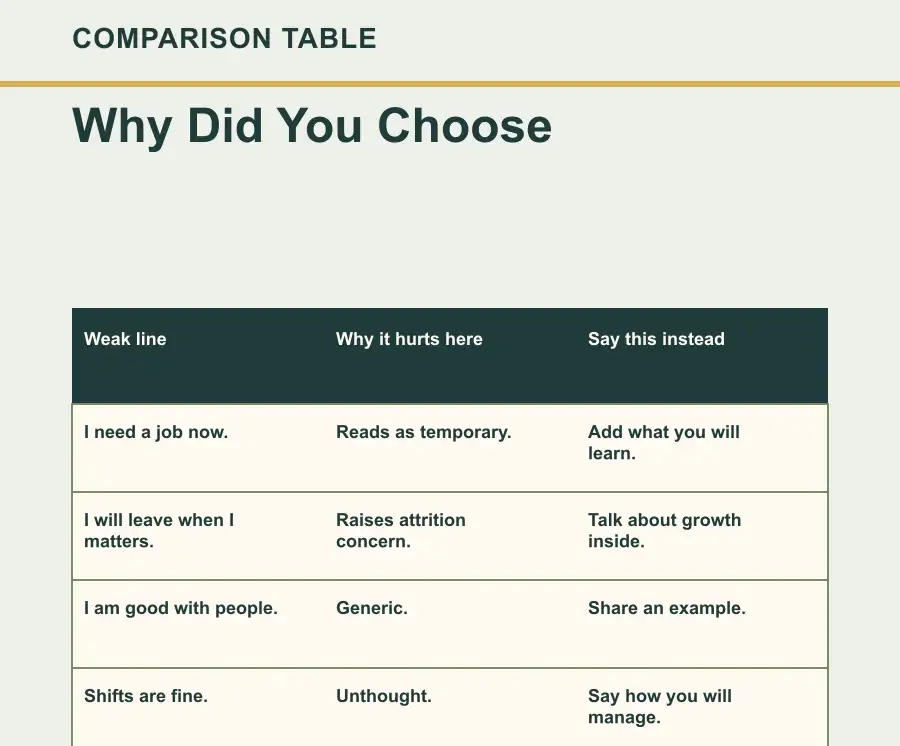 COMPARISON TABLE
Why Did You Choose
Weak line
Why it hurts here
Say this instead
I need a job now.
Reads as temporary.
Add what you will
learn.
I will leave when I
matters.
Raises attrition
concern.
Talk about growth
inside.
I am good with people.
Generic.
Share an example.
Shifts are fine.
Unthought.
Say how you will
manage.